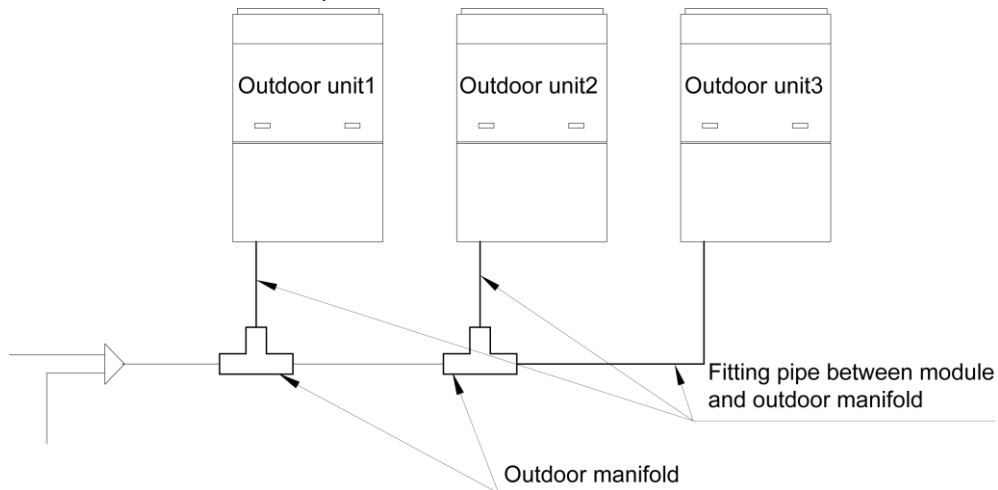 Outdoor unit1
Outdoor unit2
Outdoor unit3
Fitting pipe between module
and outdoor manifold
Outdoor manifold